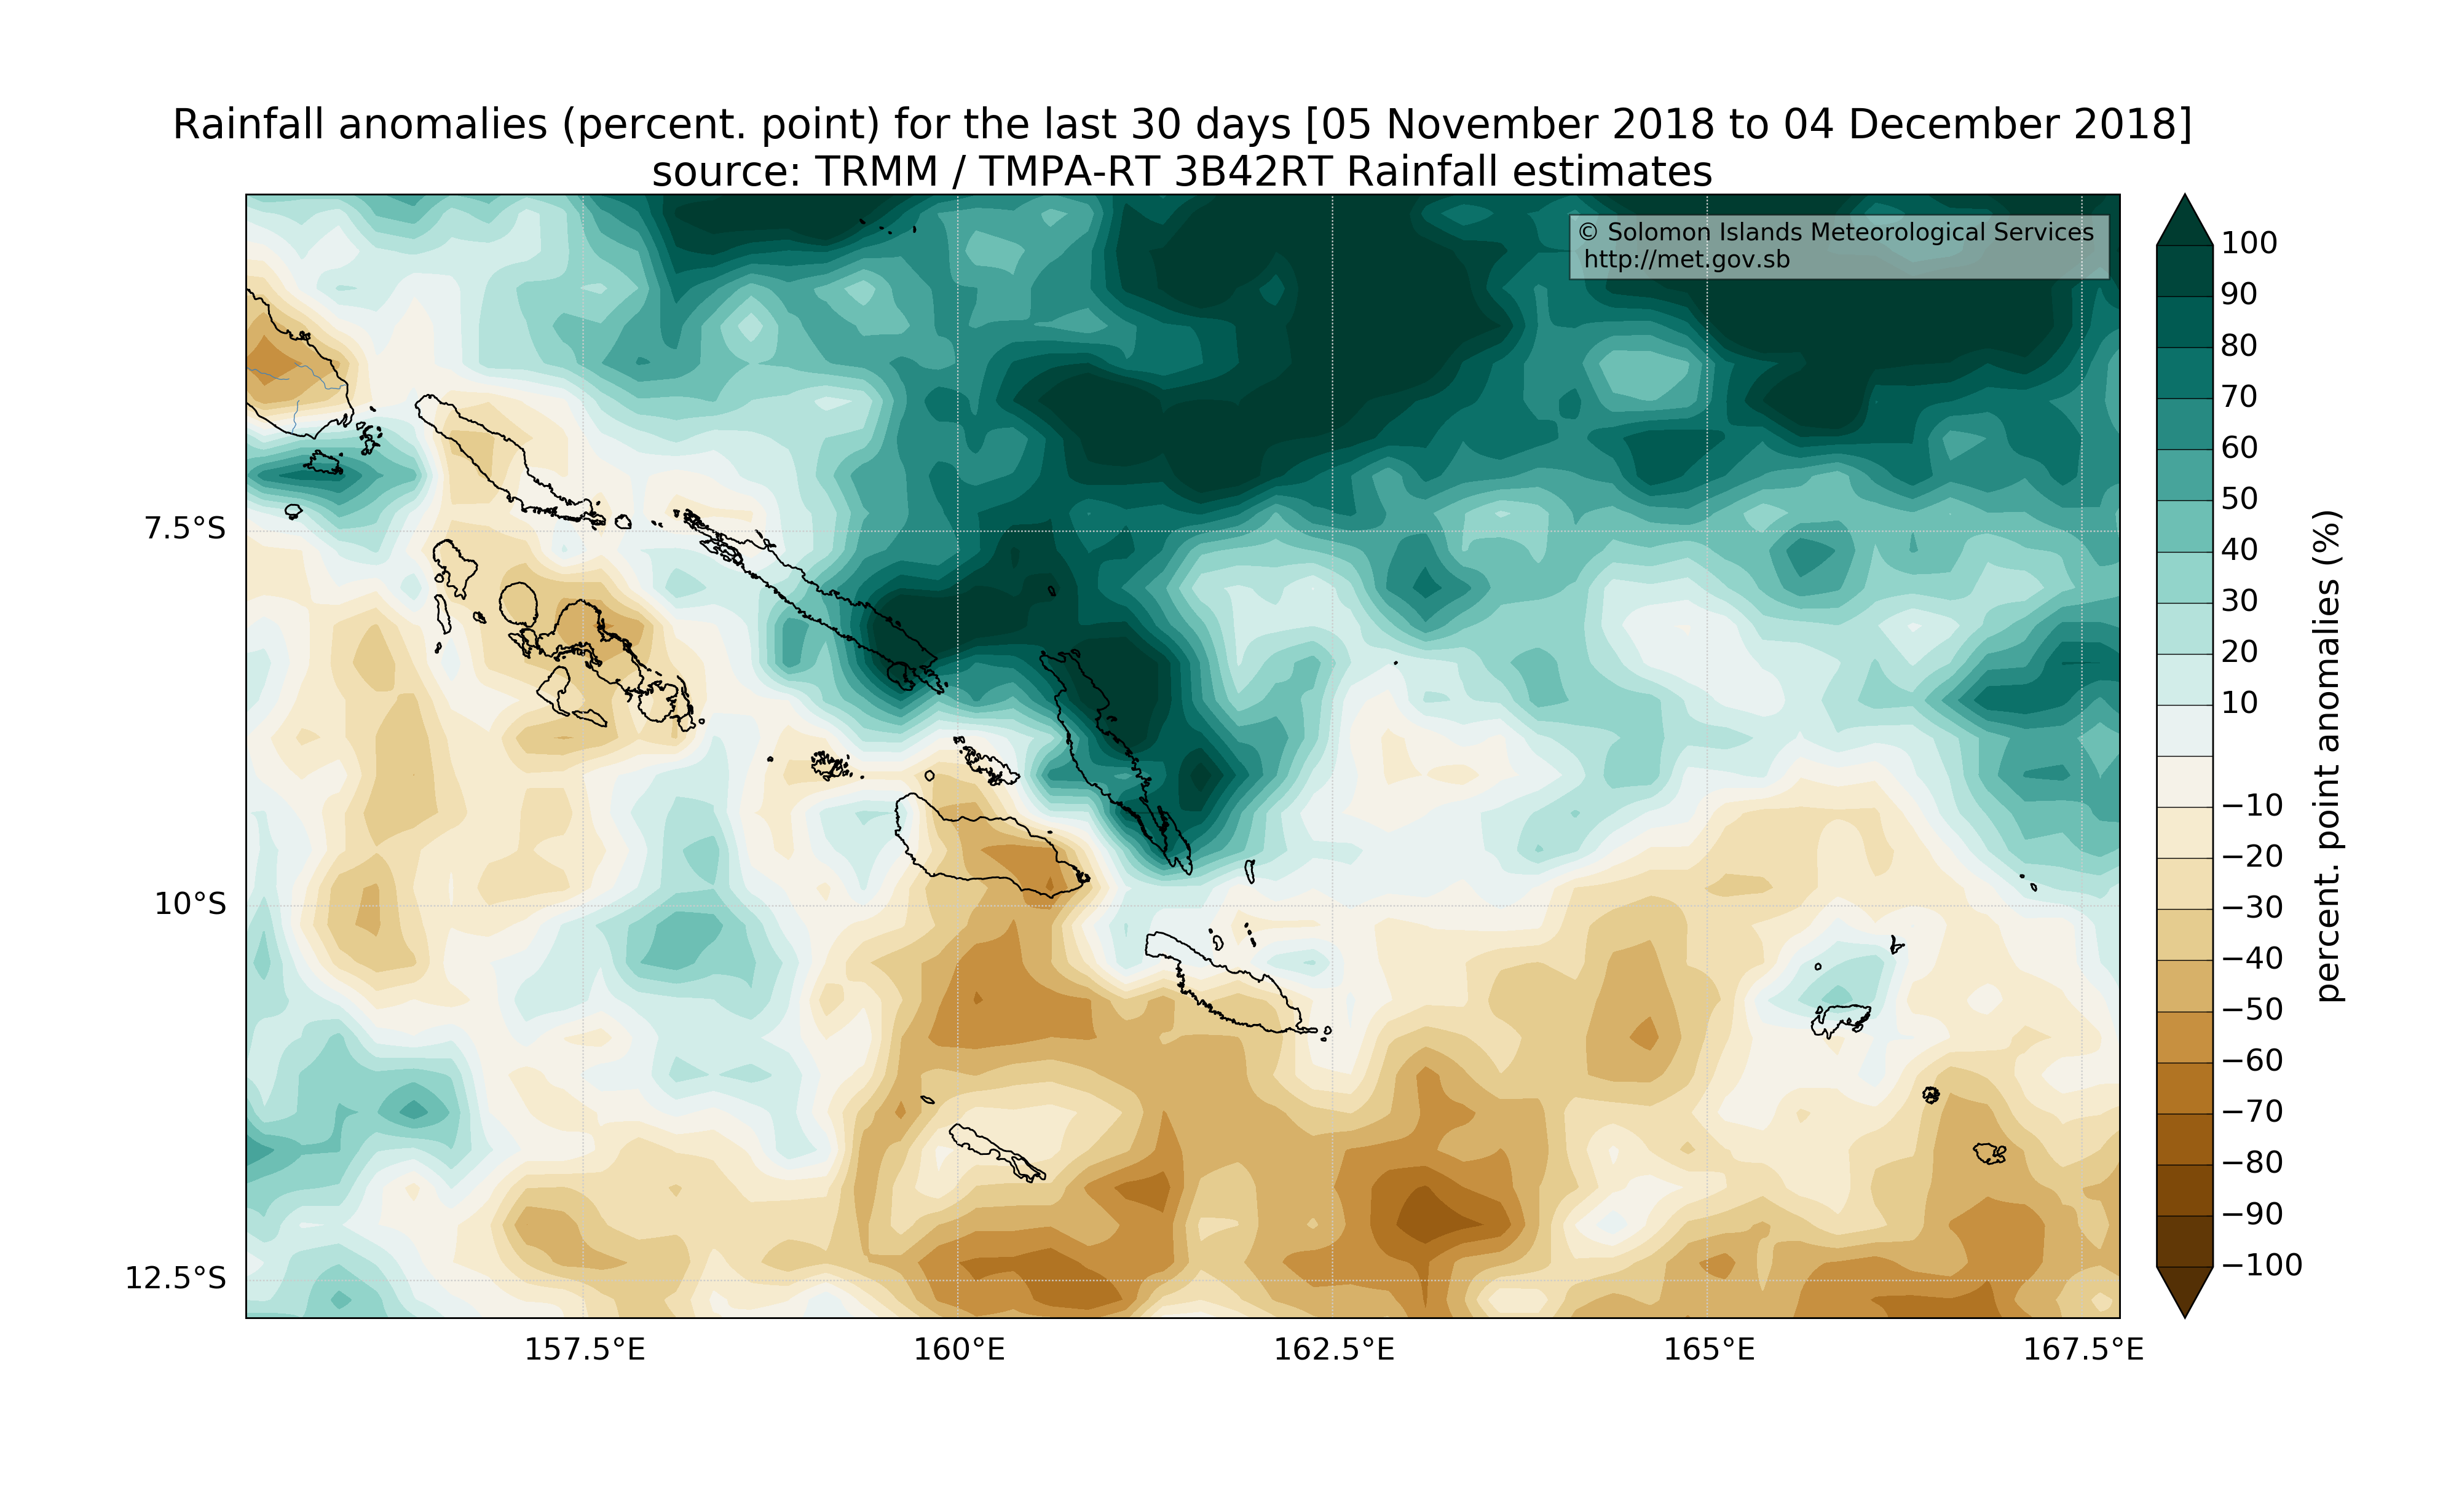 Rainfall anomalies (percent. point) for the last 30 days [05 November 2018 to 04 December 2018]
source: TRMM / TMPA-RT 3B42RT Rainfall estimates
© Solomon Islands Meteorological Services
http://met.gov.sb
7.5°S
10°S
12.5°S
157.5°E
160°E
162.5°E
165°E
167.5°E
100
90
80
70
60
50
40
30
20
10
−10
−20
−30
−40
−50
−60
−70
−80
−90
−100
percent. point anomalies (%)